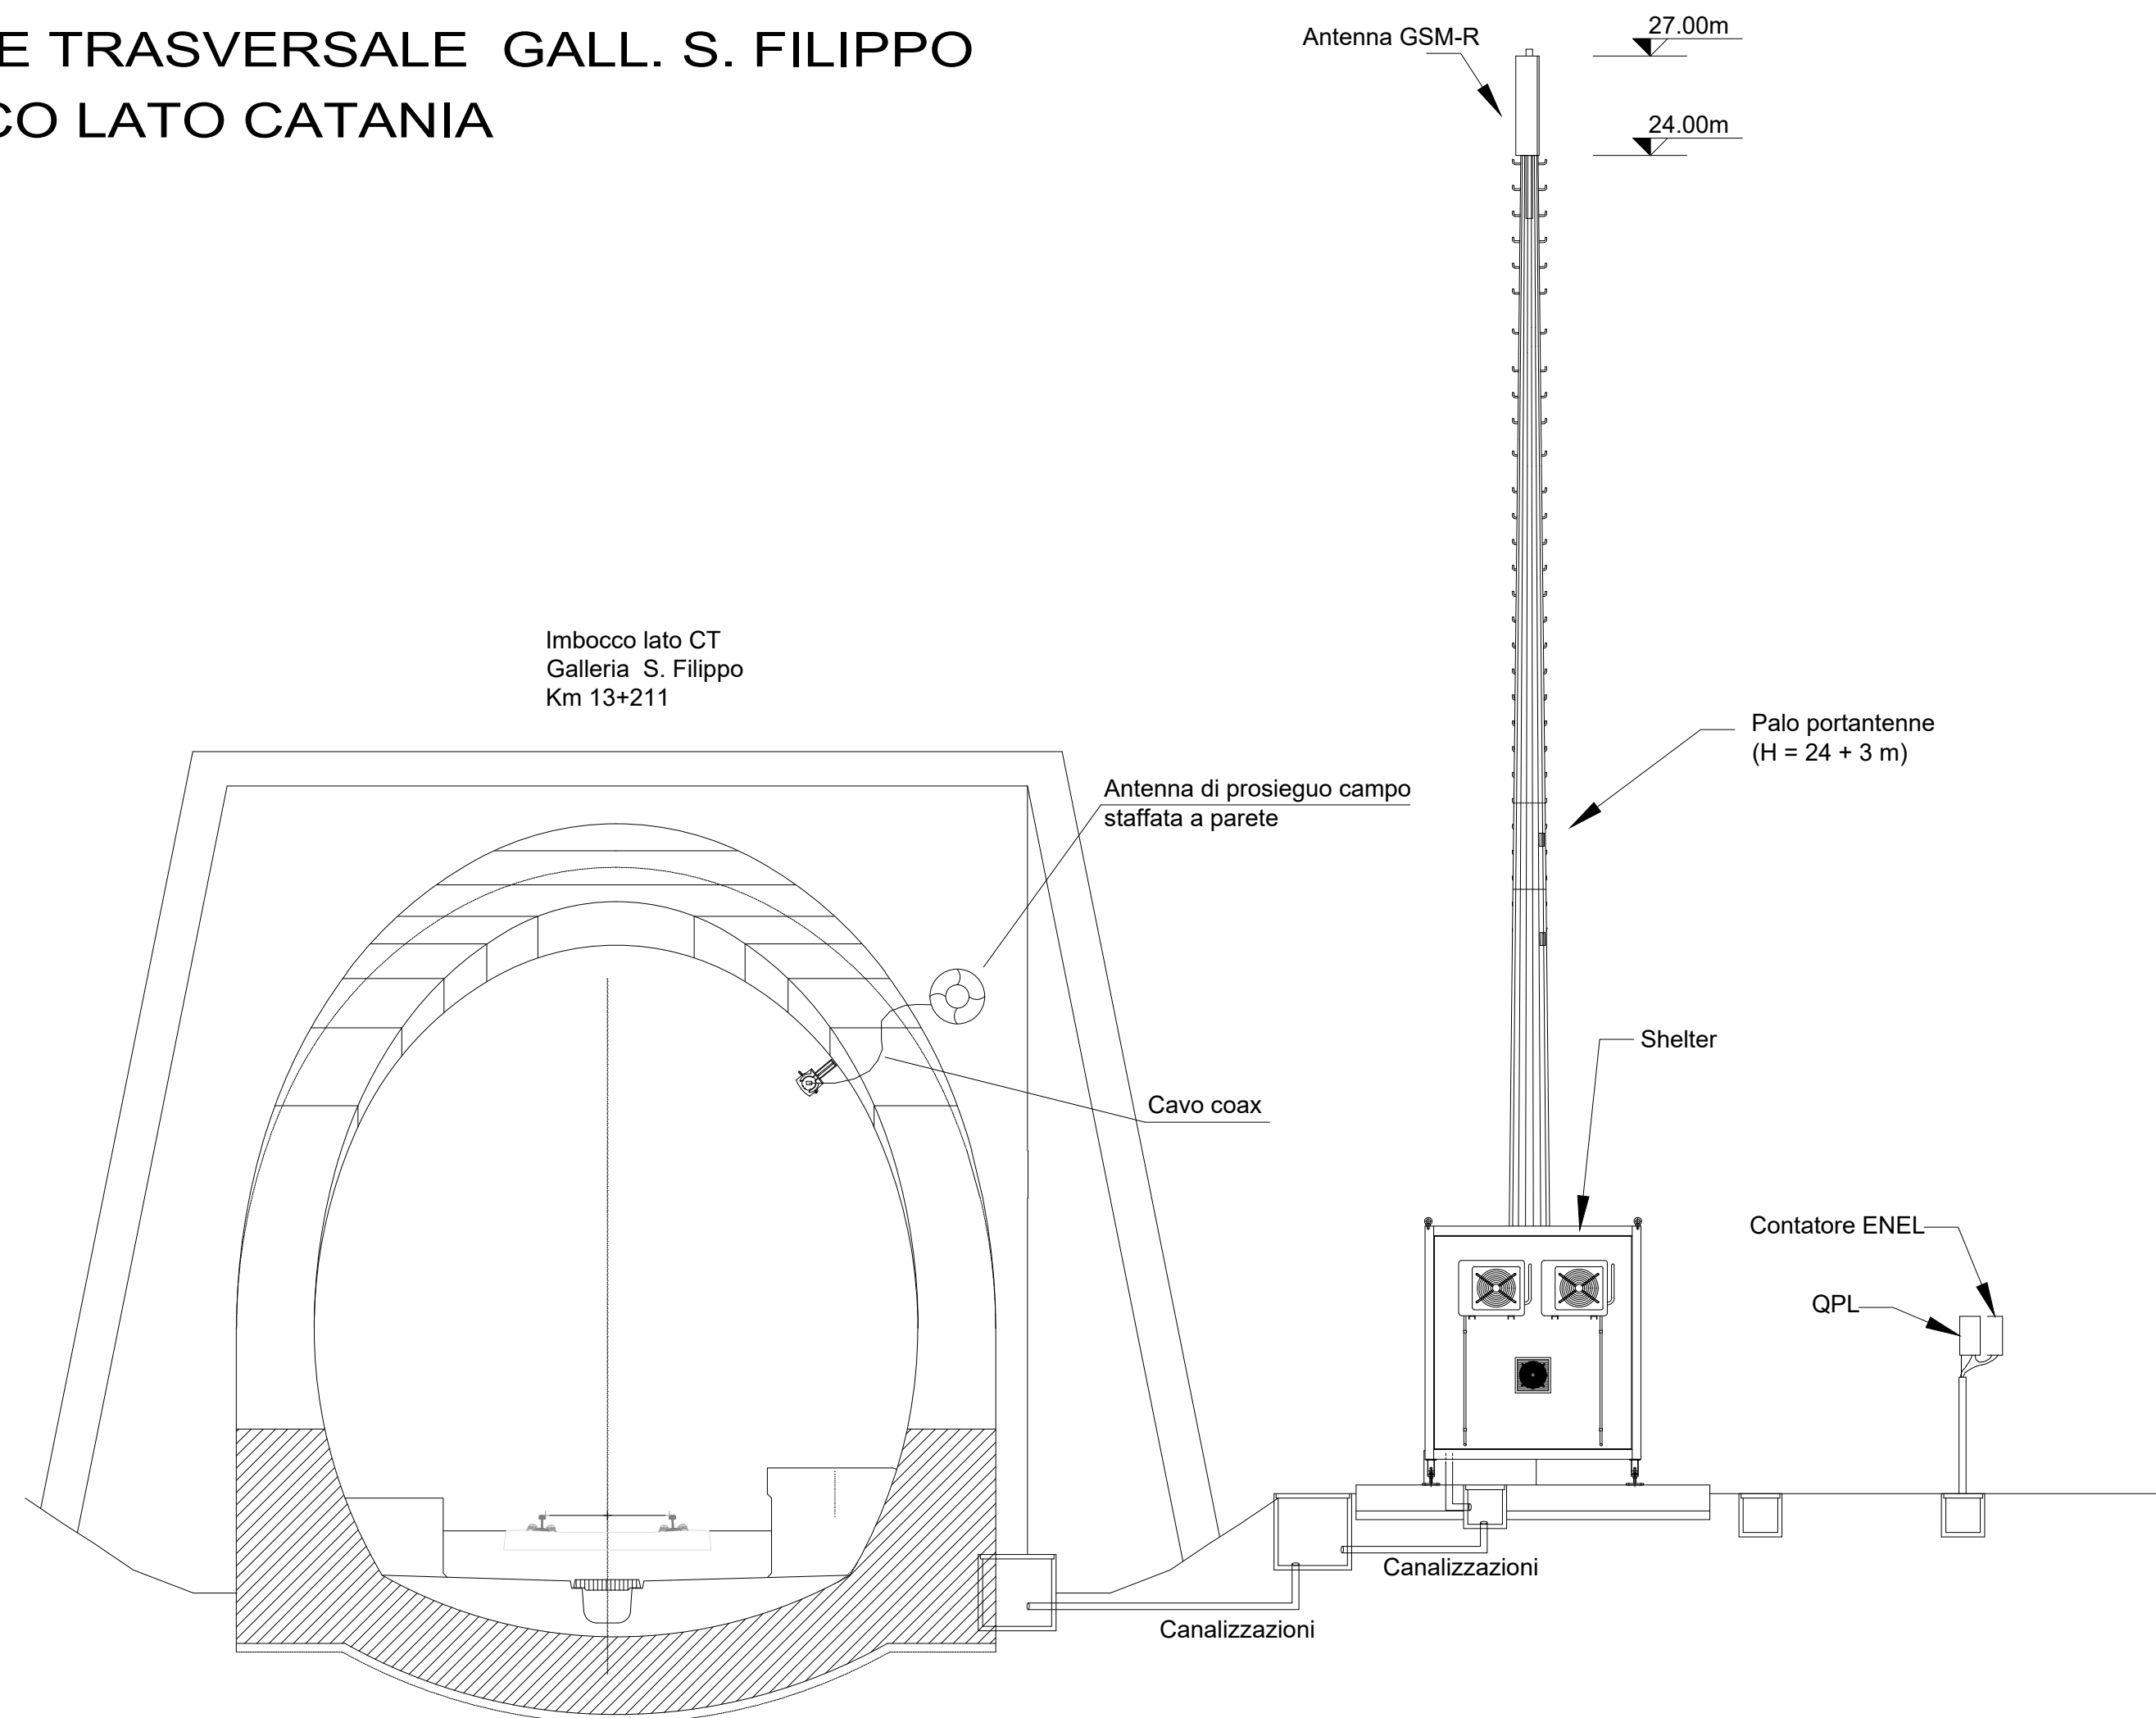 E TRASVERSALE GALL. S. FILIPPO
CO LATO CATANIA
Antenna GSM-R
27.00m
24.00m
Imbocco lato CT
Galleria S. Filippo
Km 13+211
Palo portantenne
(H = 24 + 3 m)
Antenna di prosieguo campo
staffata a parete
Shelter
Cavo coax
Contatore ENEL
QPL
Canalizzazioni
Canalizzazioni